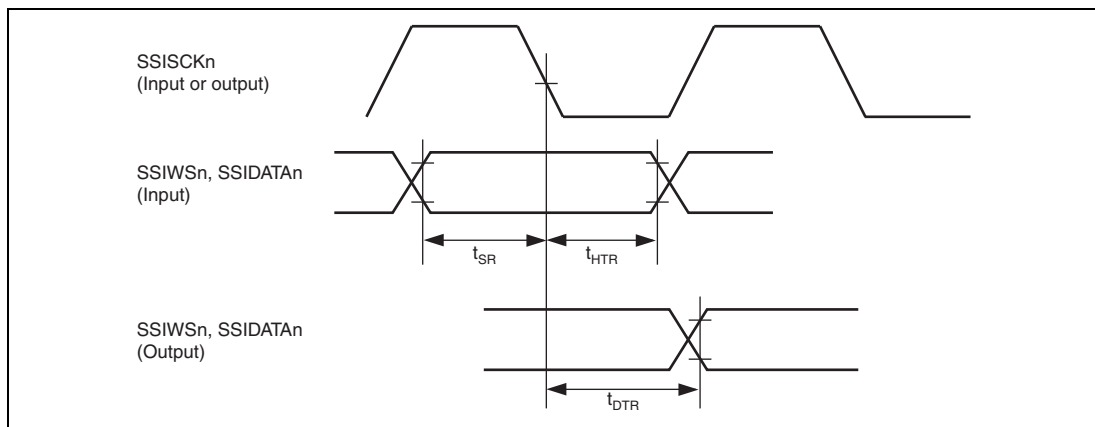 SSISCKn
(Input or output)
SSIWSn, SSIDATAn
(Input)
tSR
tHTR
SSIWSn, SSIDATAn
(Output)
tDTR